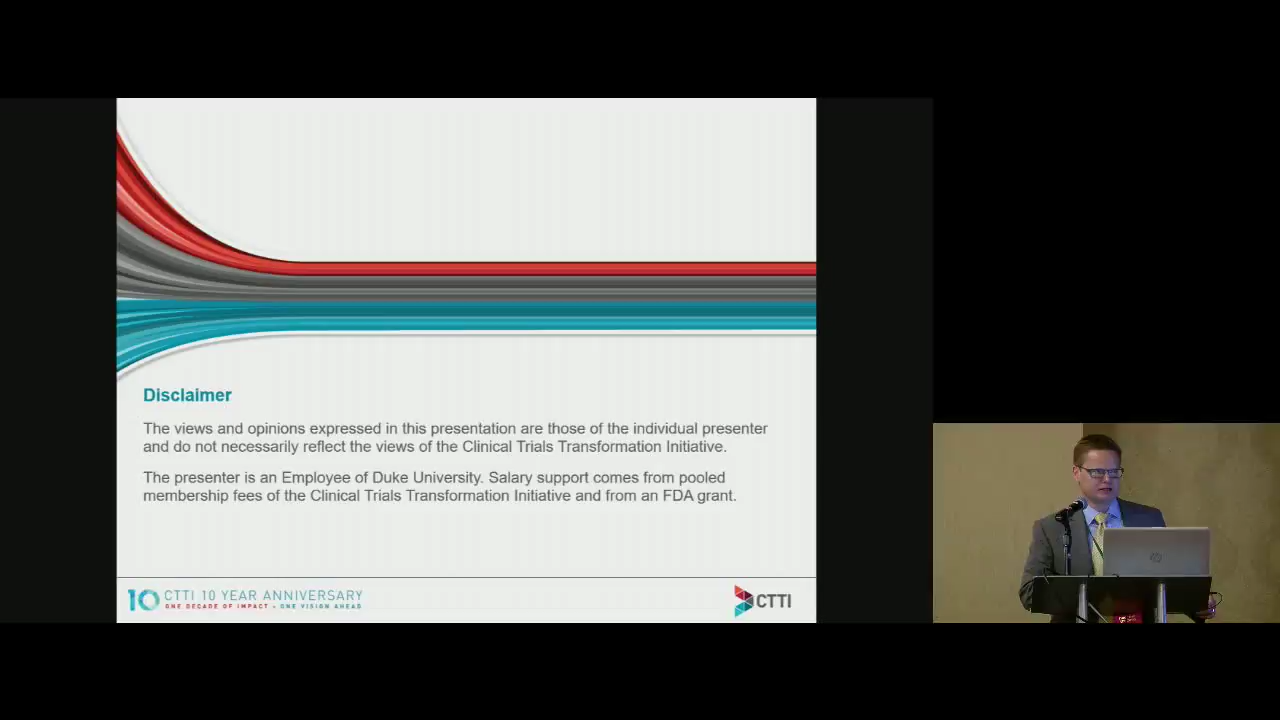 Disclaimer
The views and opinions expressed in this presentation are those of the individual presenter
and do not necessarily reflect the views of the Clinical Trials Transformation Initiative.
The presenter is an Employee of Duke University. Salary support comes from pooled
membership fees of the Clinical Trials Transformation Initiative and from an FDA grant.
10 CTTI 10 YEAR ANNIVERSARY
ONE DECADE OF IMPACT • ONE VISION AHEAD
CTTI